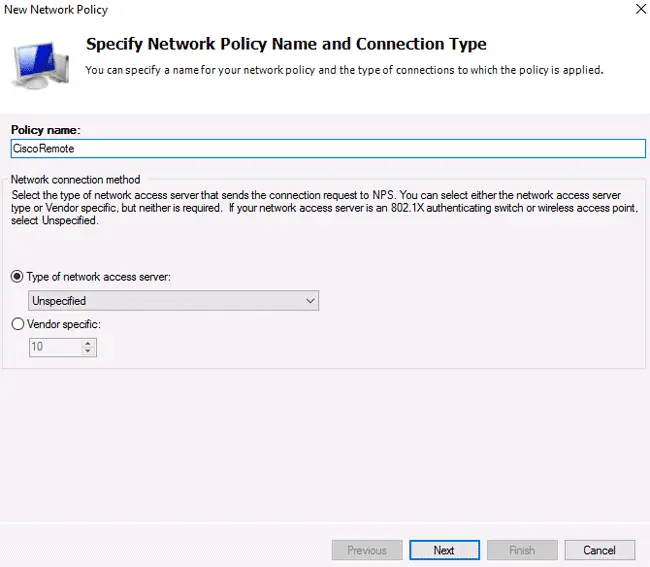 New Network Policy
Specify Network Policy Name and Connection Type
You can specify a name for your network policy and the type of connections to which the policy is applied.
Policy name:
CiscoRemote
Network connection method
Select the type of network access server that sends the connection request to NPS. You can select either the network access server
type or Vendor specific, but neither is required.  If your network access server is an 802.1X authenticating switch or wireless access point,
select Unspecified.
Type of network access server:
Unspecified
Vendor specific:
10
Previous Next Finish Cancel